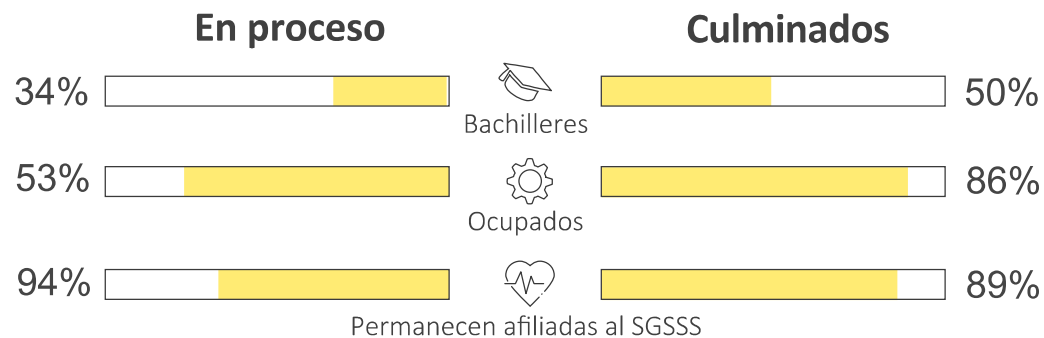 En proceso Culminados
34% 50%
Bachilleres
53% 86%
Ocupados
94% 89%
Permanecen afiliadas al SGSSS